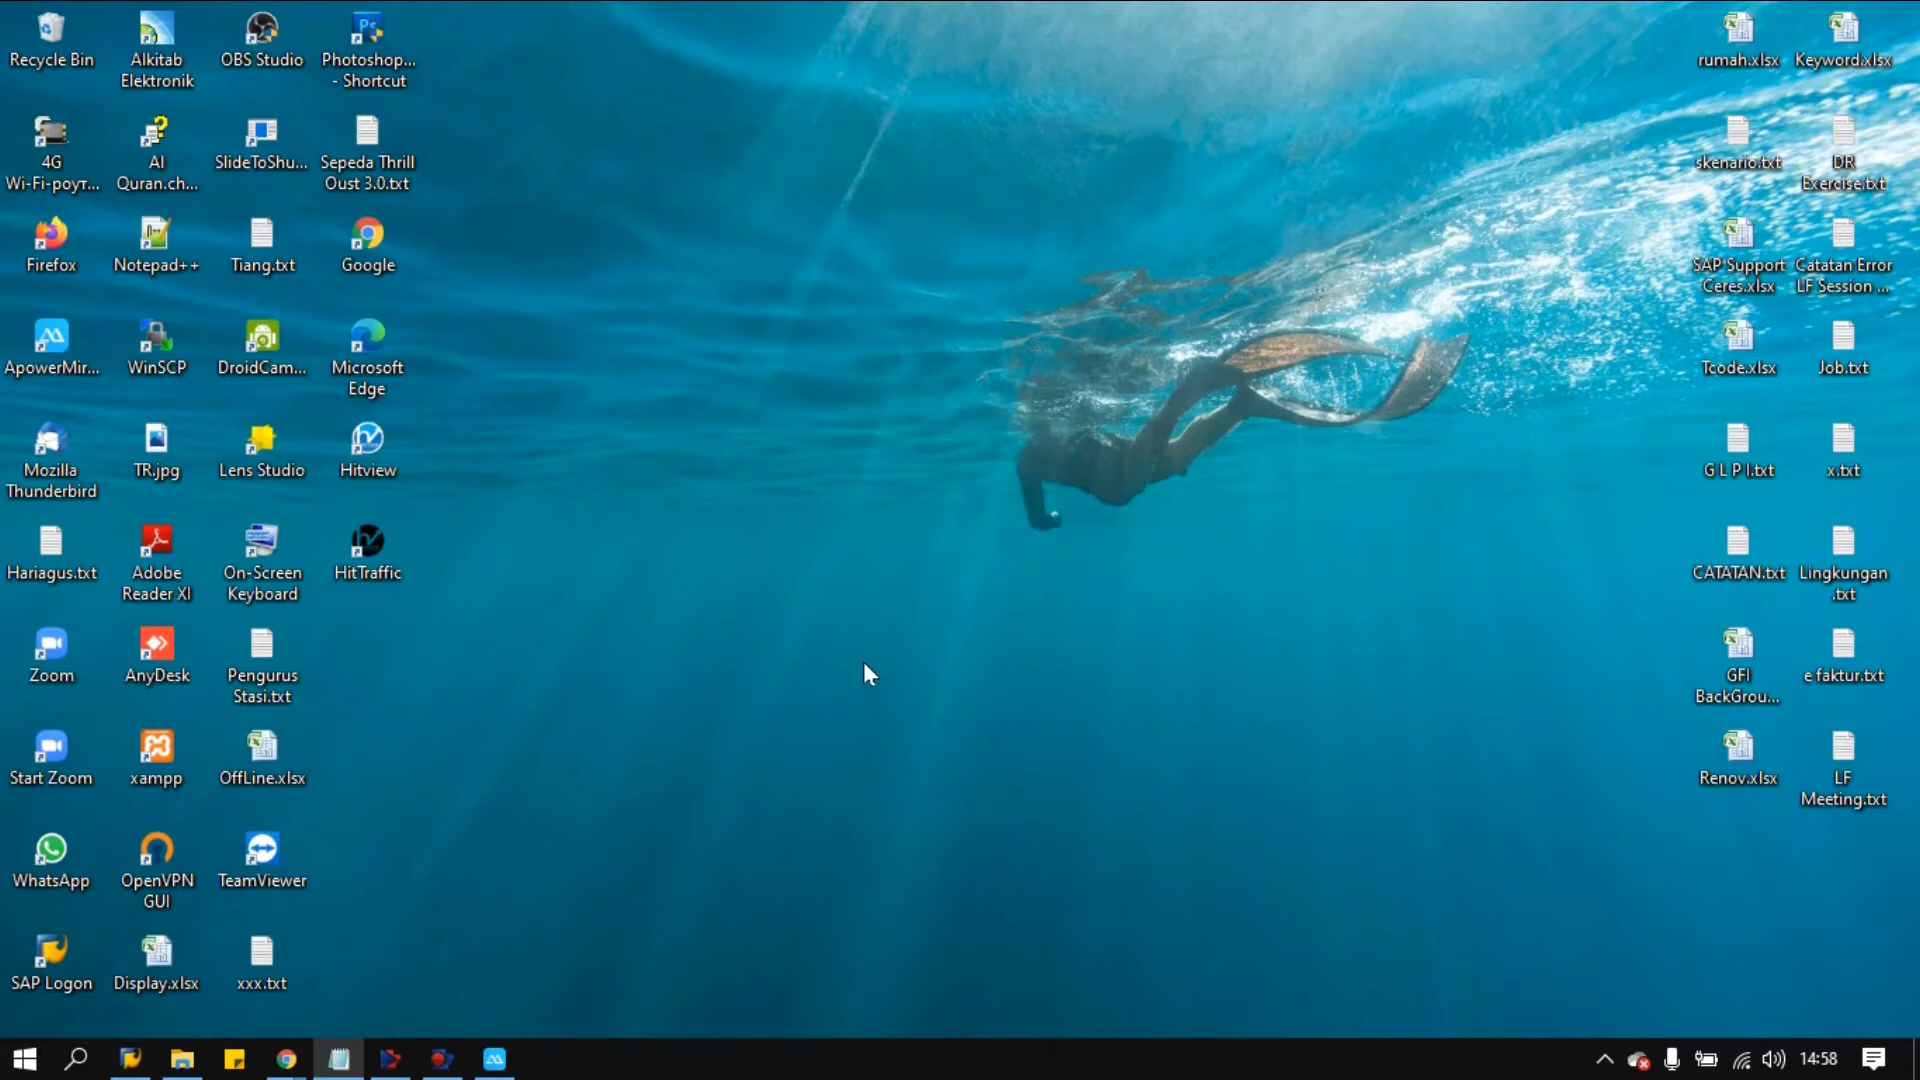 Recycle Bin
Alkitab
Elektronik
OBS Studio
Photoshop...
- Shortcut
rumah.xlsx
Keyword.xlsx
4G
Wi-Fi-роут...
Al
Quran.ch...
SlideToShu...
Sepeda Thrill
Oust 3.0.txt
skenario.txt
DR
Exercise.txt
Firefox
Notepad++
Tiang.txt
Google
SAP Support
Ceres.xlsx
Catatan Error
LF Session ...
ApowerMir...
WinSCP
DroidCam...
Microsoft
Edge
Tcode.xlsx
Job.txt
Mozilla
Thunderbird
TR.jpg
Lens Studio
Hitview
G L P I.txt
x.txt
Hariagus.txt
Adobe
Reader XI
On-Screen
Keyboard
HitTraffic
CATATAN.txt
Lingkungan
.txt
Zoom
AnyDesk
Pengurus
Stasi.txt
GFI
BackGrou...
e faktur.txt
Start Zoom
xampp
OffLine.xlsx
Renov.xlsx
LF
Meeting.txt
WhatsApp
OpenVPN
GUI
TeamViewer
SAP Logon
Display.xlsx
xxx.txt
14:58